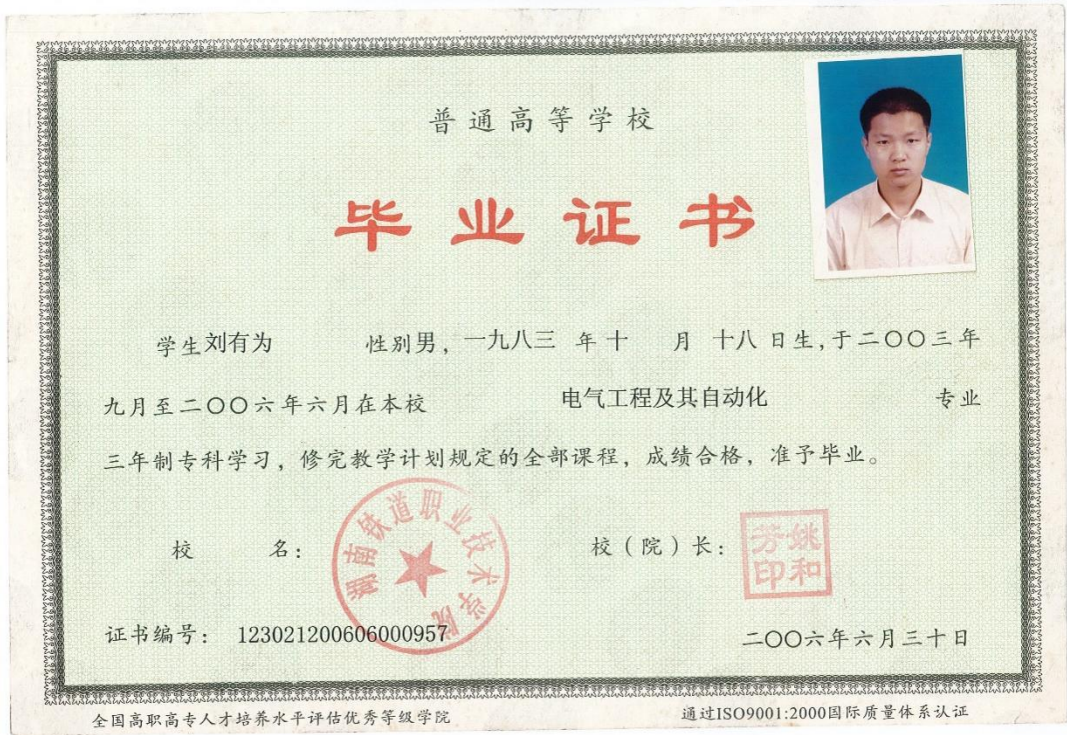 普通高等学校
毕业证书
学生刘有为 性别男，一九八三 年 十 月 十八 日生，于二〇〇三年
九月至二〇〇六年六月在本校 电气工程及其自动化 专业
三年制专科学习，修完教学计划规定的全部课程，成绩合格，准予毕业。
湖南铁道职业技术学院
校 名： 校（院）长：
姚和芳印
证书编号： 123021200606000957 二〇〇六年六月三十日
全国高职高专人才培养水平评估优秀等级学院 通过ISO9001:2000国际质量体系认证